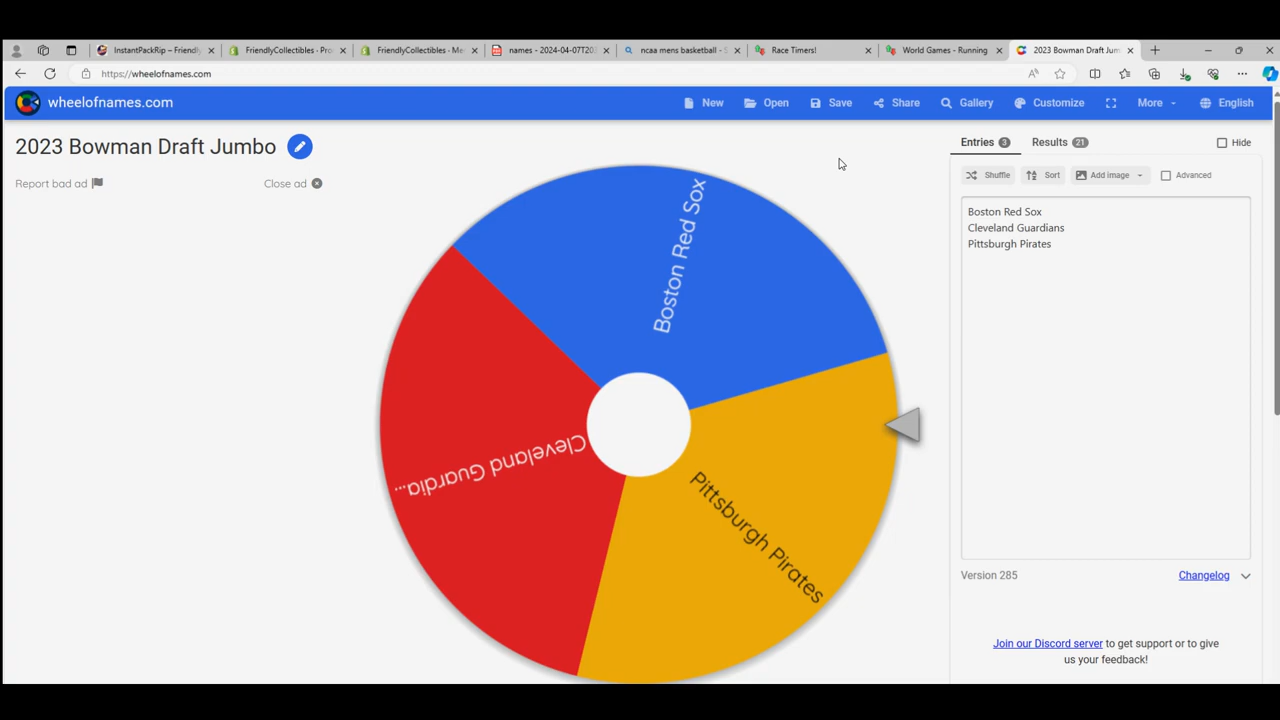 InstantPackRip – Friendly
FriendlyCollectibles · Pro
FriendlyCollectibles · Me
names - 2024-04-07T20
ncaa mens basketball - S
Race Timers!
World Games - Running
2023 Bowman Draft Jum
https://wheelofnames.com
wheelofnames.com
New
Open
Save
Share
Gallery
Customize
More
English
2023 Bowman Draft Jumbo
Report bad ad
Close ad
Entries 3
Results 21
Hide
Shuffle
Sort
Add image
Advanced
Boston Red Sox
Cleveland Guardians
Pittsburgh Pirates
Boston Red Sox
Cleveland Guardia...
Pittsburgh Pirates
Version 285
Changelog
Join our Discord server to get support or to give
us your feedback!